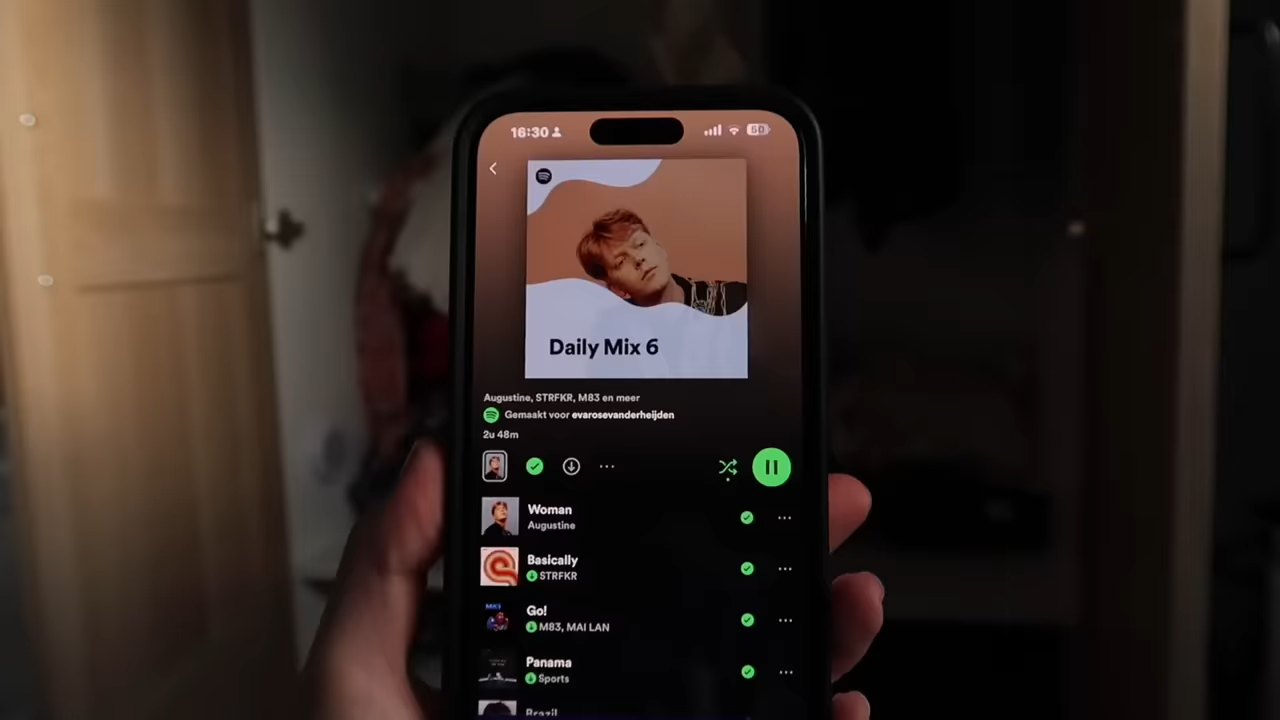 16:30
60
Daily Mix 6
Augustine, STRFKR, M83 en meer
Gemaakt voor evarosevanderheijden
2u 48m
Woman
Augustine
Basically
STRFKR
Go!
M83, MAI LAN
Panama
Sports
Brazil